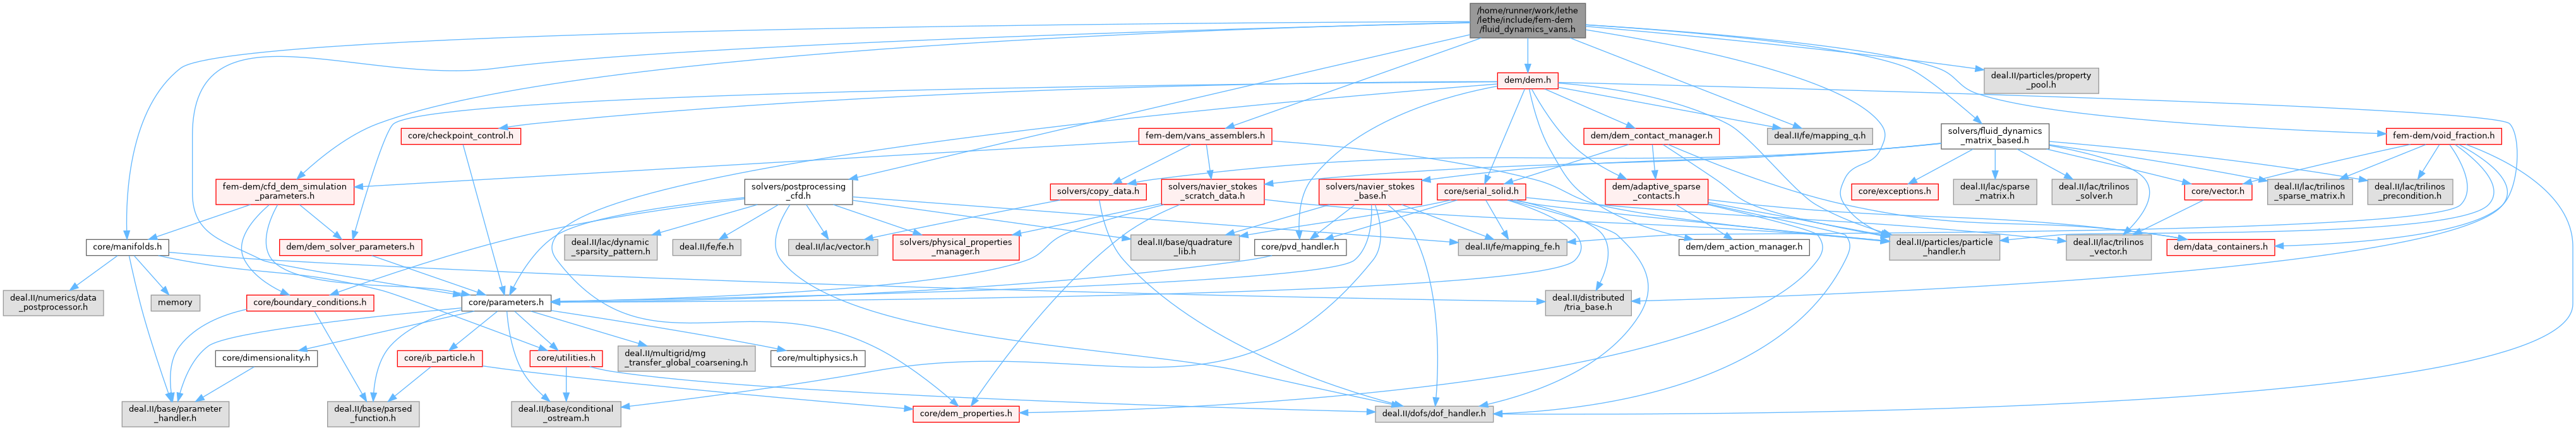 /home/runner/work/lethe
/lethe/include/fem-dem
/fluid_dynamics_vans.h
deal.II/particles/property
_pool.h
dem/dem.h
core/checkpoint_control.h
fem-dem/vans_assemblers.h
dem/dem_contact_manager.h
deal.II/fe/mapping_q.h
solvers/fluid_dynamics
_matrix_based.h
fem-dem/void_fraction.h
fem-dem/cfd_dem_simulation
_parameters.h
solvers/postprocessing
_cfd.h
solvers/copy_data.h
solvers/navier_stokes
_scratch_data.h
solvers/navier_stokes
_base.h
core/serial_solid.h
dem/adaptive_sparse
_contacts.h
core/exceptions.h
deal.II/lac/sparse
_matrix.h
deal.II/lac/trilinos
_solver.h
core/vector.h
deal.II/lac/trilinos
_sparse_matrix.h
deal.II/lac/trilinos
_precondition.h
core/manifolds.h
dem/dem_solver_parameters.h
deal.II/lac/dynamic
_sparsity_pattern.h
deal.II/fe/fe.h
deal.II/lac/vector.h
solvers/physical_properties
_manager.h
deal.II/base/quadrature
_lib.h
core/pvd_handler.h
deal.II/fe/mapping_fe.h
dem/dem_action_manager.h
deal.II/particles/particle
_handler.h
deal.II/lac/trilinos
_vector.h
dem/data_containers.h
deal.II/numerics/data
_postprocessor.h
memory
core/boundary_conditions.h
core/parameters.h
deal.II/distributed
/tria_base.h
core/dimensionality.h
core/ib_particle.h
core/utilities.h
deal.II/multigrid/mg
_transfer_global_coarsening.h
core/multiphysics.h
deal.II/base/parameter
_handler.h
deal.II/base/parsed
_function.h
deal.II/base/conditional
_ostream.h
core/dem_properties.h
deal.II/dofs/dof_handler.h